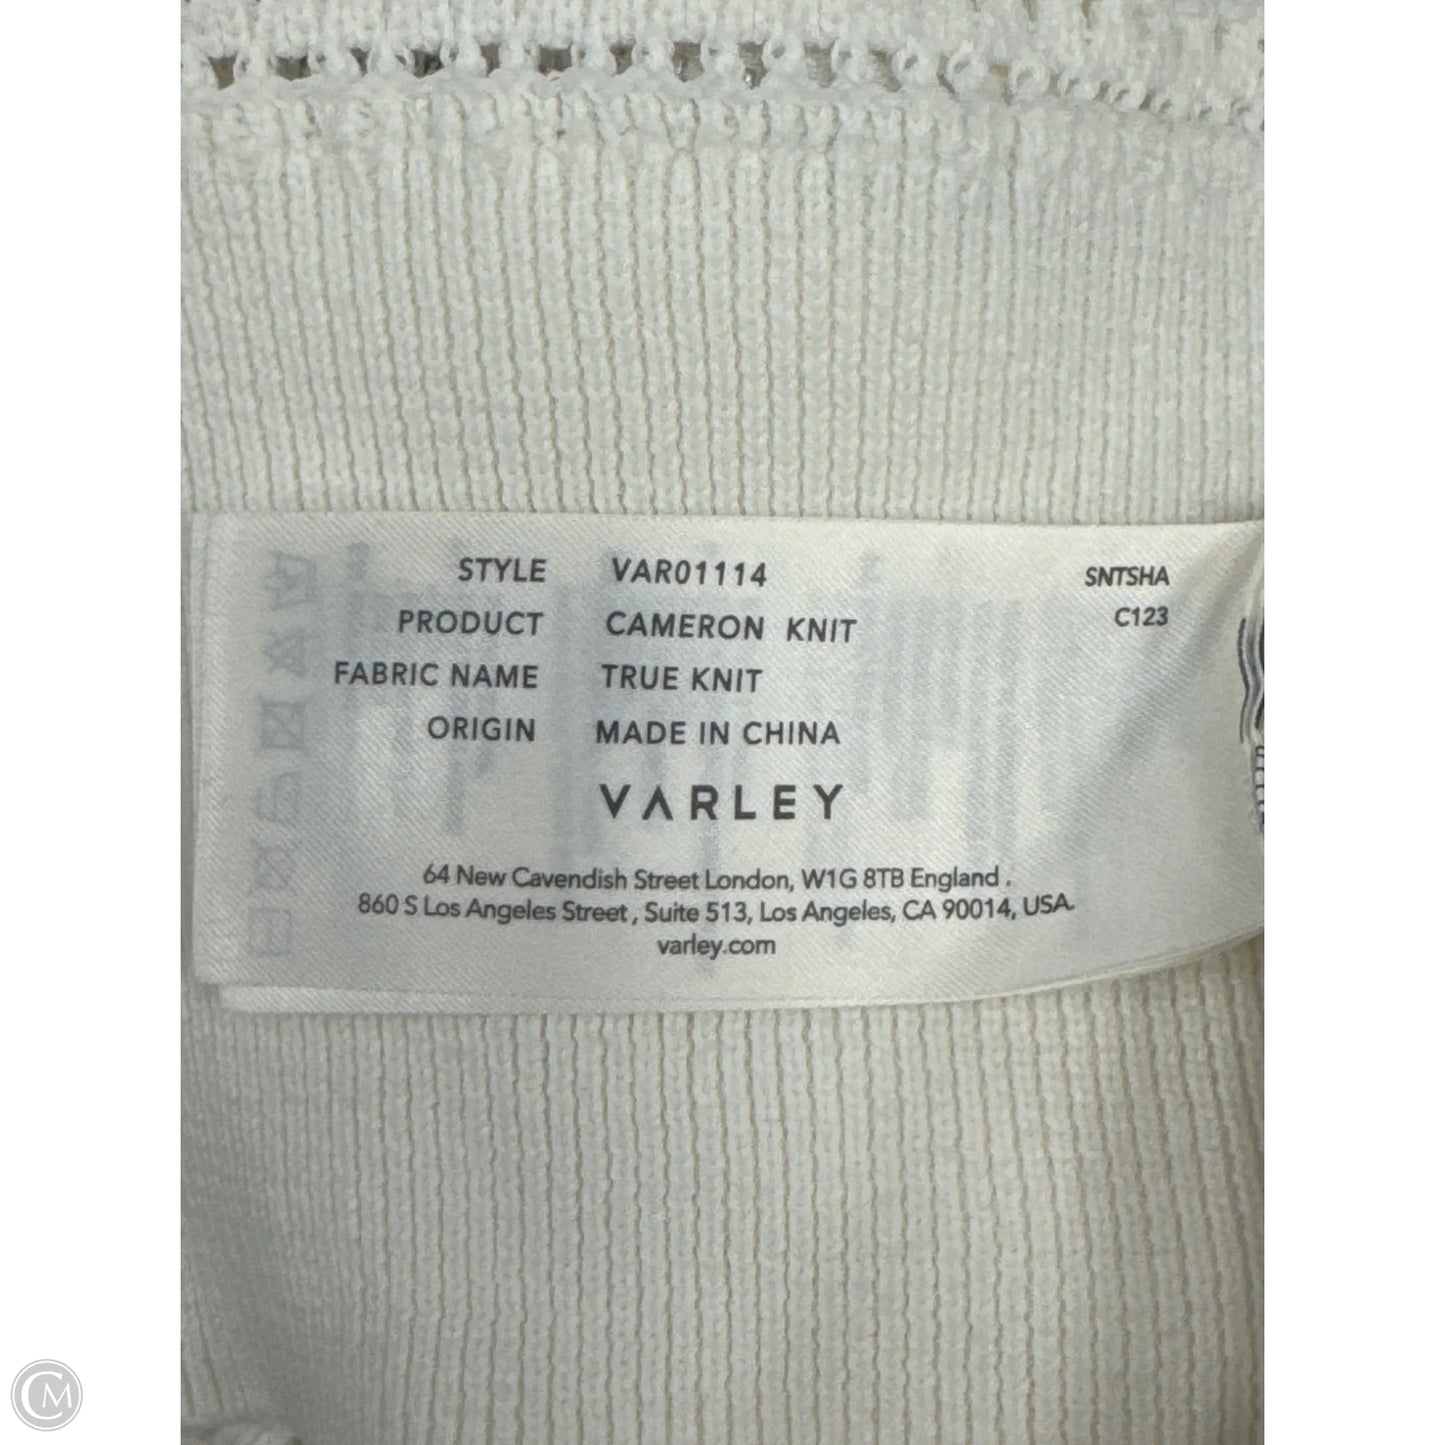 STYLE VAR01114 SNTSHA
PRODUCT CAMERON KNIT C123
FABRIC NAME TRUE KNIT
ORIGIN MADE IN CHINA
VARLEY
64 New Cavendish Street London, W1G 8TB England .
860 S Los Angeles Street , Suite 513, Los Angeles, CA 90014, USA.
varley.com
CM